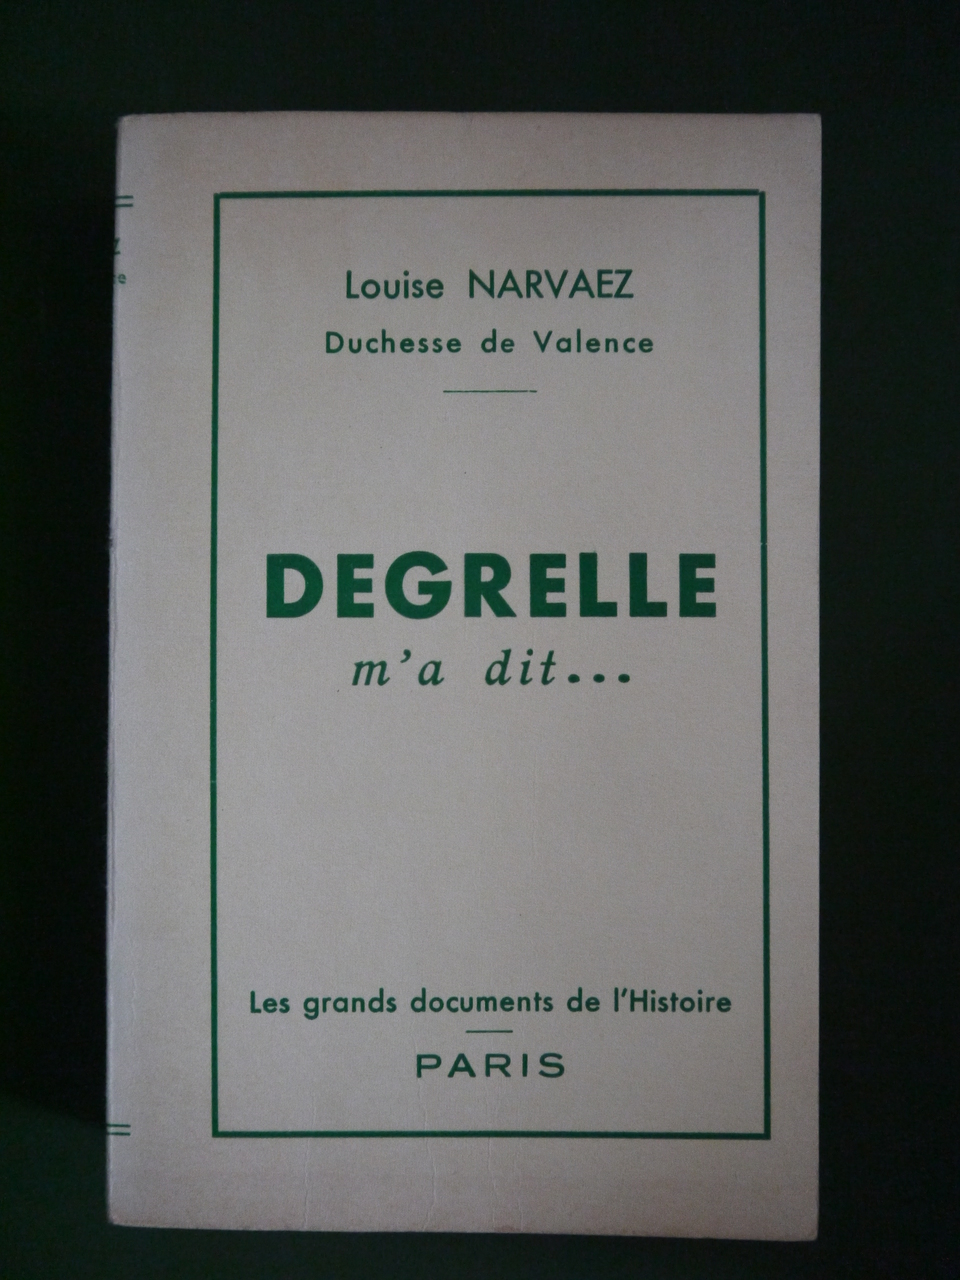 Louise NARVAEZ
Duchesse de Valence
DEGRELLE
m'a dit...
Les grands documents de l'Histoire
PARIS